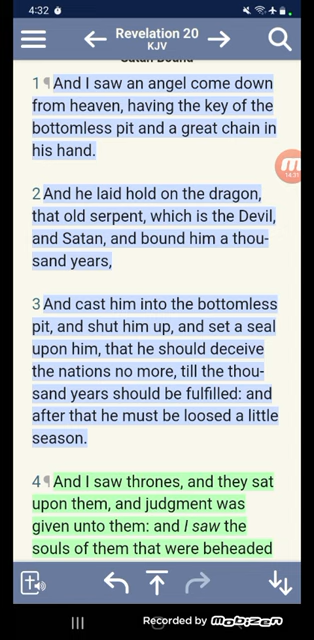 4:32
Revelation 20
KJV
Satan Bound
1 ¶ And I saw an angel come down
from heaven, having the key of the
bottomless pit and a great chain in
his hand.
2 And he laid hold on the dragon,
that old serpent, which is the Devil,
and Satan, and bound him a thou-
sand years,
3 And cast him into the bottomless
pit, and shut him up, and set a seal
upon him, that he should deceive
the nations no more, till the thou-
sand years should be fulfilled: and
after that he must be loosed a little
season.
4 ¶ And I saw thrones, and they sat
upon them, and judgment was
given unto them: and I saw the
souls of them that were beheaded
Recorded by mobizen